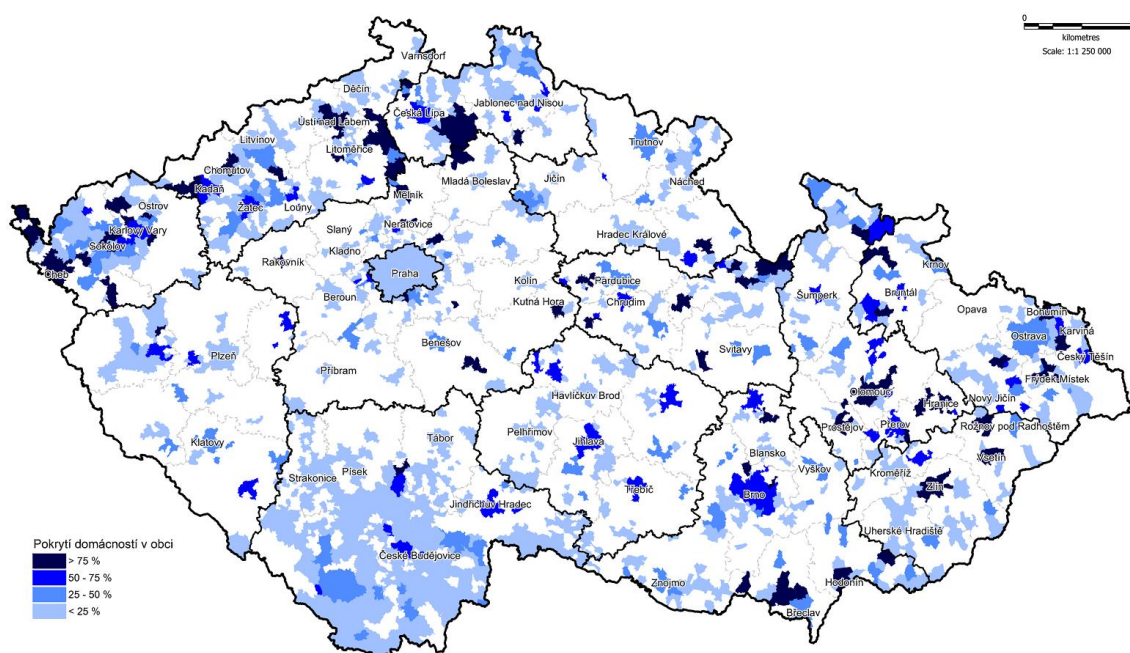 0
kilometres
Scale: 1:1 250 000
Varnsdorf
Děčín
Jablonec nad Nisou
Česká Lípa
Ústí nad Labem
Litvínov
Litoměřice
Trutnov
Chomutov
Mladá Boleslav
Jičín
Náchod
Kadaň
Mělník
Ostrov
Žatec
Louny
Neratovice
Karlovy Vary
Slaný
Hradec Králové
Sokolov
Kladno
Krnov
Cheb
Rakovník
Praha
Kolín
Pardubice
Bruntál
Šumperk
Beroun
Kutná Hora
Chrudim
Opava
Bohumín
Karviná
Ostrava
Benešov
Svitavy
Český Těšín
Plzeň
Příbram
Frýdek Místek
Olomouc
Havlíčkův Brod
Nový Jičín
Hranice
Prostějov
Přerov
Rožnov pod Radhoštěm
Pelhřimov
Jihlava
Klatovy
Tábor
Blansko
Vsetín
Písek
Vyškov
Kroměříž
Strakonice
Třebíč
Brno
Zlín
Jindřichův Hradec
Uherské Hradiště
Pokrytí domácností v obci
České Budějovice
> 75 %
50 - 75 %
25 - 50 %
< 25 %
Znojmo
Hodonín
Břeclav